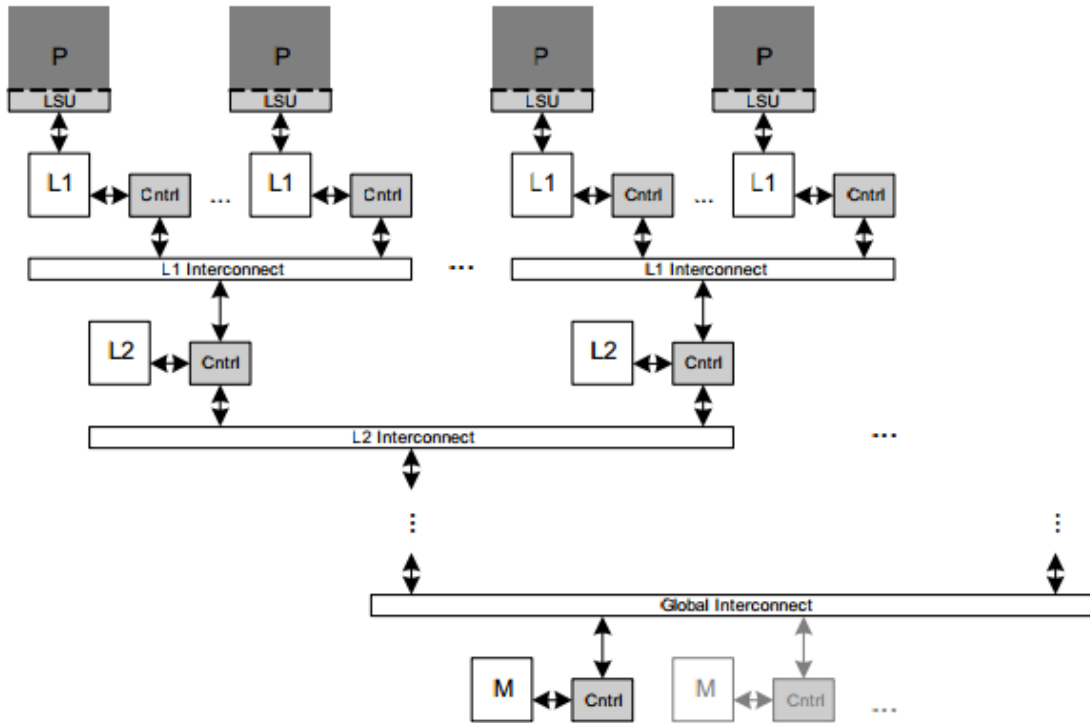 P P P P
LSU LSU LSU LSU
L1 Cntrl ... L1 Cntrl L1 Cntrl ... L1 Cntrl
L1 Interconnect ... L1 Interconnect
L2 Cntrl L2 Cntrl
L2 Interconnect ...
... ...
Global Interconnect
M Cntrl M Cntrl ...